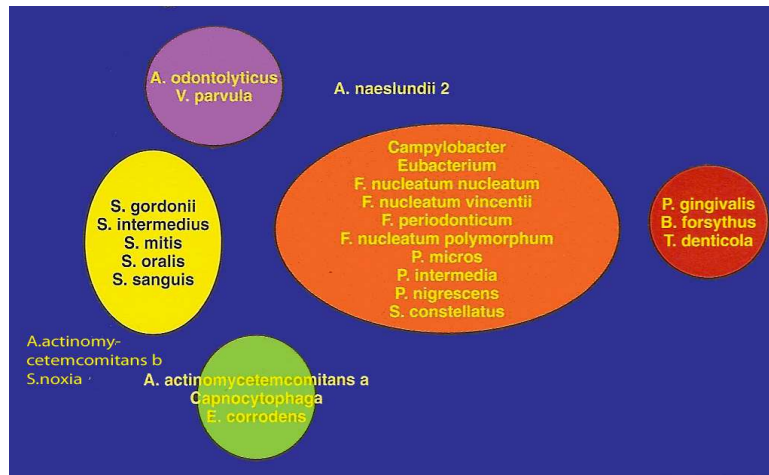 A. odontolyticus
V. parvula
A. naeslundii 2
Campylobacter
Eubacterium
F. nucleatum nucleatum
F. nucleatum vincentii
F. periodonticum
F. nucleatum polymorphum
P. micros
P. intermedia
P. nigrescens
S. constellatus
P. gingivalis
B. forsythus
T. denticola
S. gordonii
S. intermedius
S. mitis
S. oralis
S. sanguis
A.actinomy-
cetemcomitans b
S.noxia
A. actinomycetemcomitans a
Capnocytophaga
E. corrodens